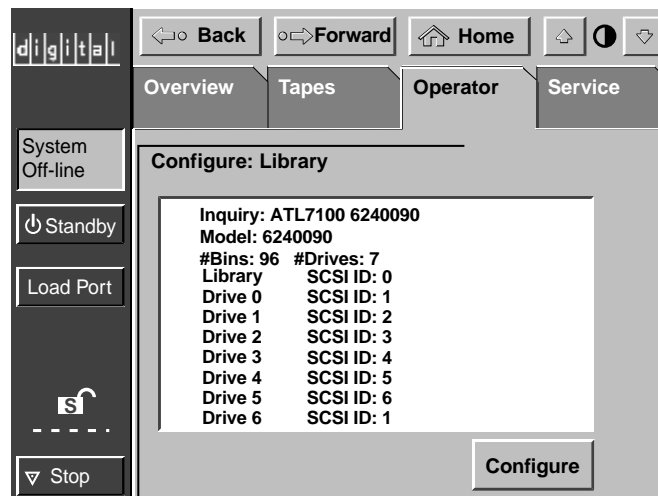 digital
Back
Forward
Home
Overview
Tapes
Operator
Service
System
Off-line
Standby
Load Port
S
Stop
Configure: Library
Inquiry: ATL7100 6240090
Model: 6240090
#Bins: 96 #Drives: 7
Library SCSI ID: 0
Drive 0 SCSI ID: 1
Drive 1 SCSI ID: 2
Drive 2 SCSI ID: 3
Drive 3 SCSI ID: 4
Drive 4 SCSI ID: 5
Drive 5 SCSI ID: 6
Drive 6 SCSI ID: 1
Configure